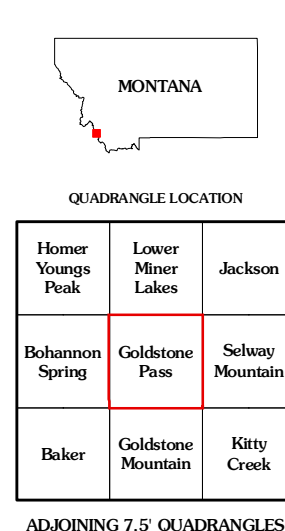 MONTANA
QUADRANGLE LOCATION
Homer
Youngs
Peak
Lower
Miner
Lakes
Jackson
Bohannon
Spring
Goldstone
Pass
Selway
Mountain
Baker
Goldstone
Mountain
Kitty
Creek
ADJOINING 7.5' QUADRANGLES